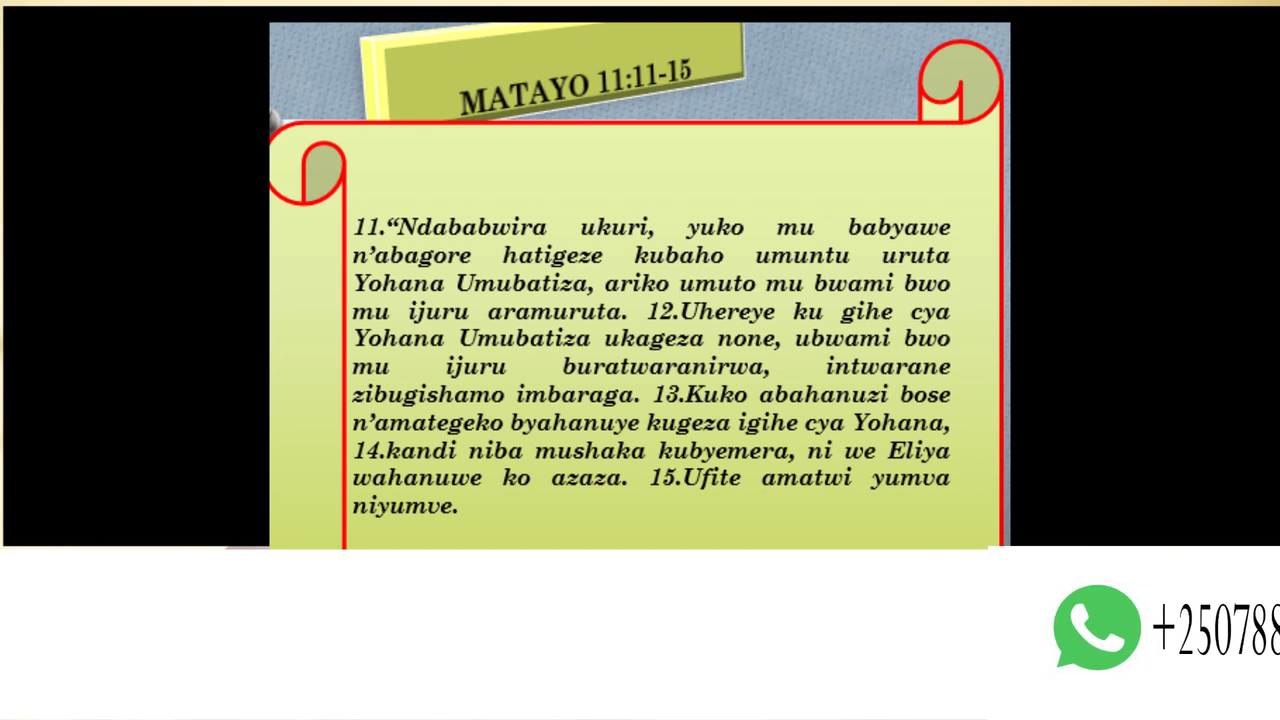 MATAYO 11:11-15
11.“Ndababwira ukuri, yuko mu babyawe
n’abagore hatigeze kubaho umuntu uruta
Yohana Umubatiza, ariko umuto mu bwami bwo
mu ijuru aramuruta. 12.Uhereye ku gihe cya
Yohana Umubatiza ukageza none, ubwami bwo
mu ijuru buratwaranirwa, intwarane
zibugishamo imbaraga. 13.Kuko abahanuzi bose
n’amategeko byahanuye kugeza igihe cya Yohana,
14.kandi niba mushaka kubyemera, ni we Eliya
wahanuwe ko azaza. 15.Ufite amatwi yumva
niyumve.
+250788